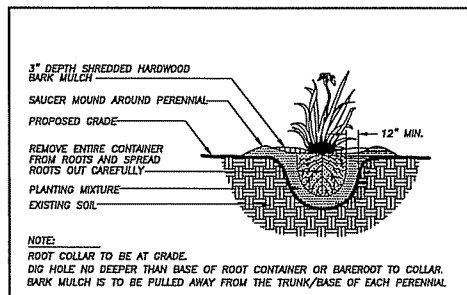 3" DEPTH SHREDDED HARDWOOD
BARK MULCH
SAUCER MOUND AROUND PERENNIAL
PROPOSED GRADE
12" MIN.
REMOVE ENTIRE CONTAINER
FROM ROOTS AND SPREAD
ROOTS OUT CAREFULLY
PLANTING MIXTURE
EXISTING SOIL
NOTE:
ROOT COLLAR TO BE AT GRADE.
DIG HOLE NO DEEPER THAN BASE OF ROOT CONTAINER OR BAREROOT TO COLLAR.
BARK MULCH IS TO BE PULLED AWAY FROM THE TRUNK/BASE OF EACH PERENNIAL